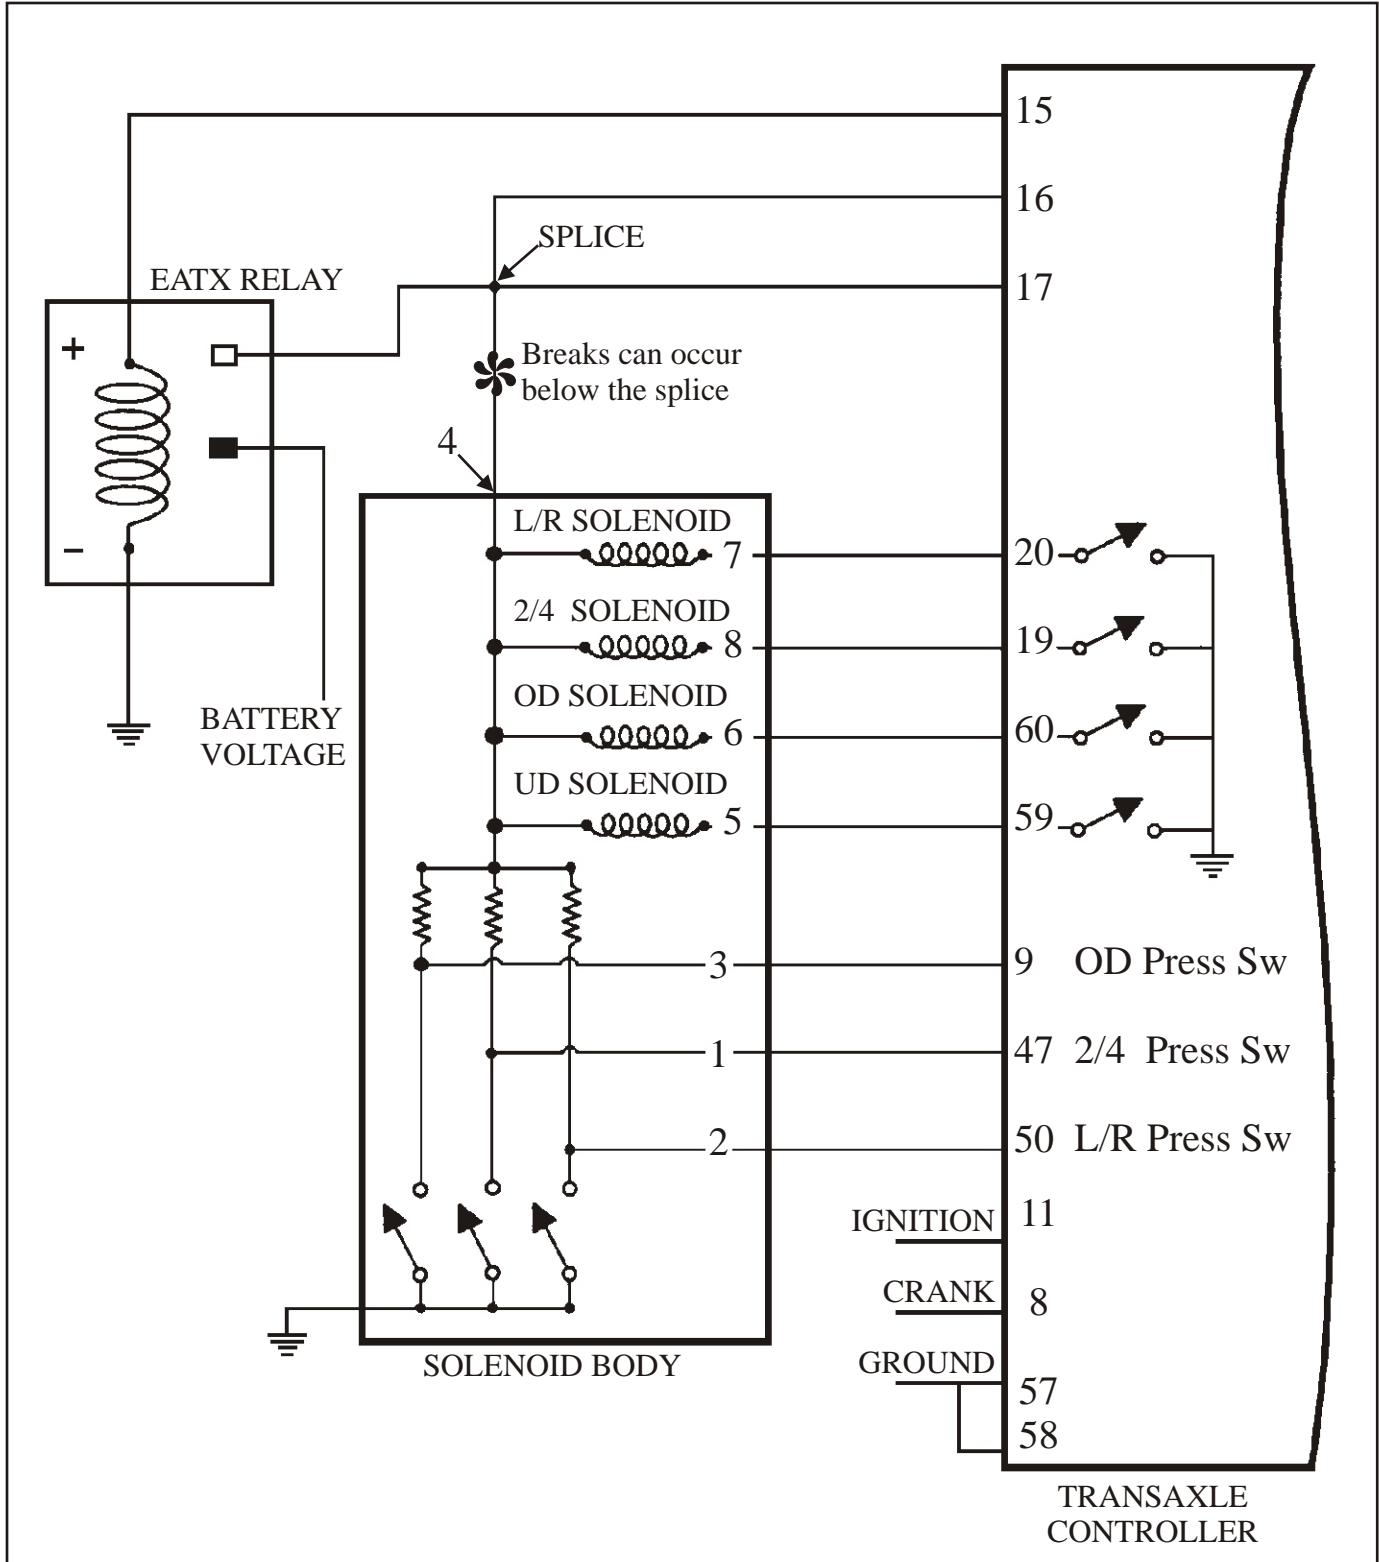 15
16
SPLICE
EATX RELAY
17
+
Breaks can occur
below the splice
4
–
L/R SOLENOID
7
20
2/4 SOLENOID
8
19
OD SOLENOID
6
60
BATTERY
VOLTAGE
UD SOLENOID
5
59
3
9 OD Press Sw
1
47 2/4 Press Sw
2
50 L/R Press Sw
IGNITION 11
CRANK 8
GROUND
57
58
SOLENOID BODY
TRANSAXLE
CONTROLLER